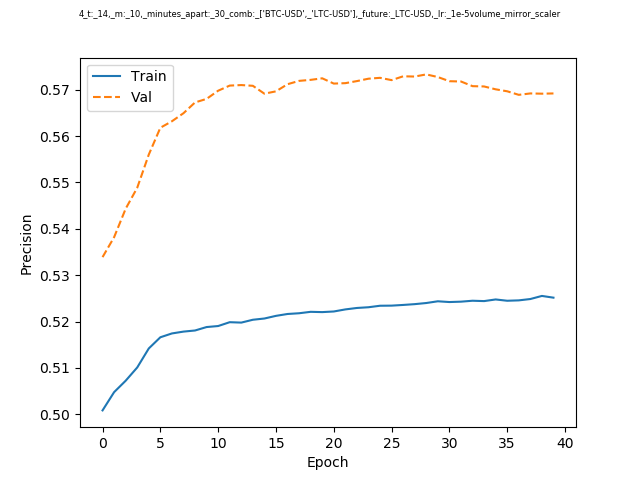 4_t:_14,_m:_10,_minutes_apart:_30_comb:_['BTC-USD',_'LTC-USD'],_future:_LTC-USD,_lr:_1e-5volume_mirror_scaler
Train
Val
0.57
0.56
0.55
0.54
0.53
0.52
0.51
0.50
Precision
0 5 10 15 20 25 30 35 40
Epoch